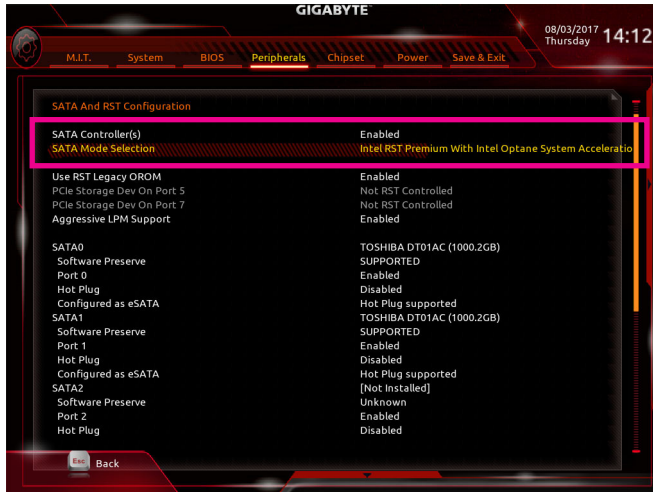 GIGABYTE™
08/03/2017 Thursday 14:12
M.I.T. System BIOS Peripherals Chipset Power Save & Exit
SATA And RST Configuration
SATA Controller(s) Enabled
SATA Mode Selection Intel RST Premium With Intel Optane System Acceleratio
Use RST Legacy OROM Enabled
PCIe Storage Dev On Port 5 Not RST Controlled
PCIe Storage Dev On Port 7 Not RST Controlled
Aggressive LPM Support Enabled
SATA0 TOSHIBA DT01AC (1000.2GB)
Software Preserve SUPPORTED
Port 0 Enabled
Hot Plug Disabled
Configured as eSATA Hot Plug supported
SATA1 TOSHIBA DT01AC (1000.2GB)
Software Preserve SUPPORTED
Port 1 Enabled
Hot Plug Disabled
Configured as eSATA Hot Plug supported
SATA2 [Not Installed]
Software Preserve Unknown
Port 2 Enabled
Hot Plug Disabled
Esc Back